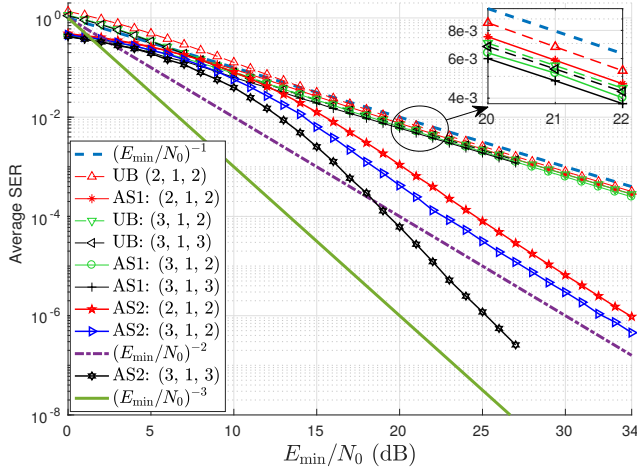 10^0
10^-2
10^-4
10^-6
10^-8
Average SER
0
5
10
15
20
25
30
34
E_min/N_0 (dB)
8e-3
6e-3
4e-3
20
21
22
(E_min/N_0)^-1
UB (2, 1, 2)
AS1: (2, 1, 2)
UB: (3, 1, 2)
UB: (3, 1, 3)
AS1: (3, 1, 2)
AS1: (3, 1, 3)
AS2: (2, 1, 2)
AS2: (3, 1, 2)
(E_min/N_0)^-2
AS2: (3, 1, 3)
(E_min/N_0)^-3